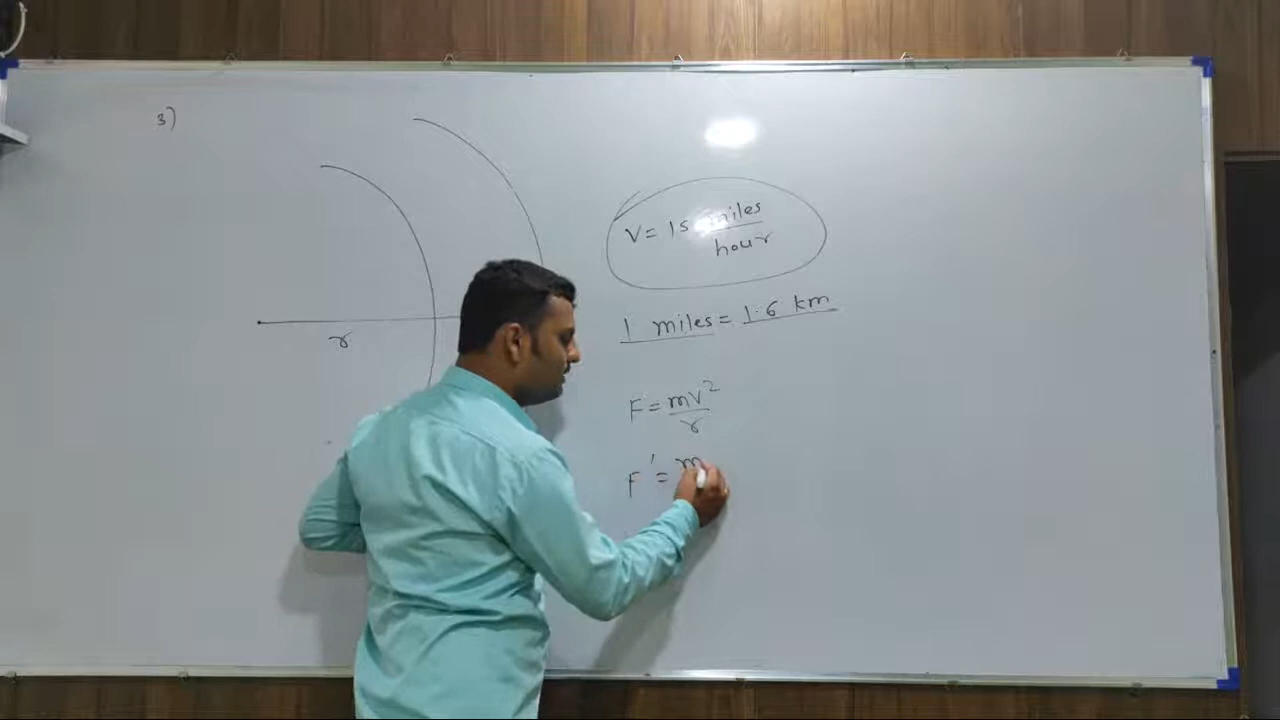 3)
r
V = 15 miles/hour
1 miles = 1.6 km
F = mv²/r
F' = m